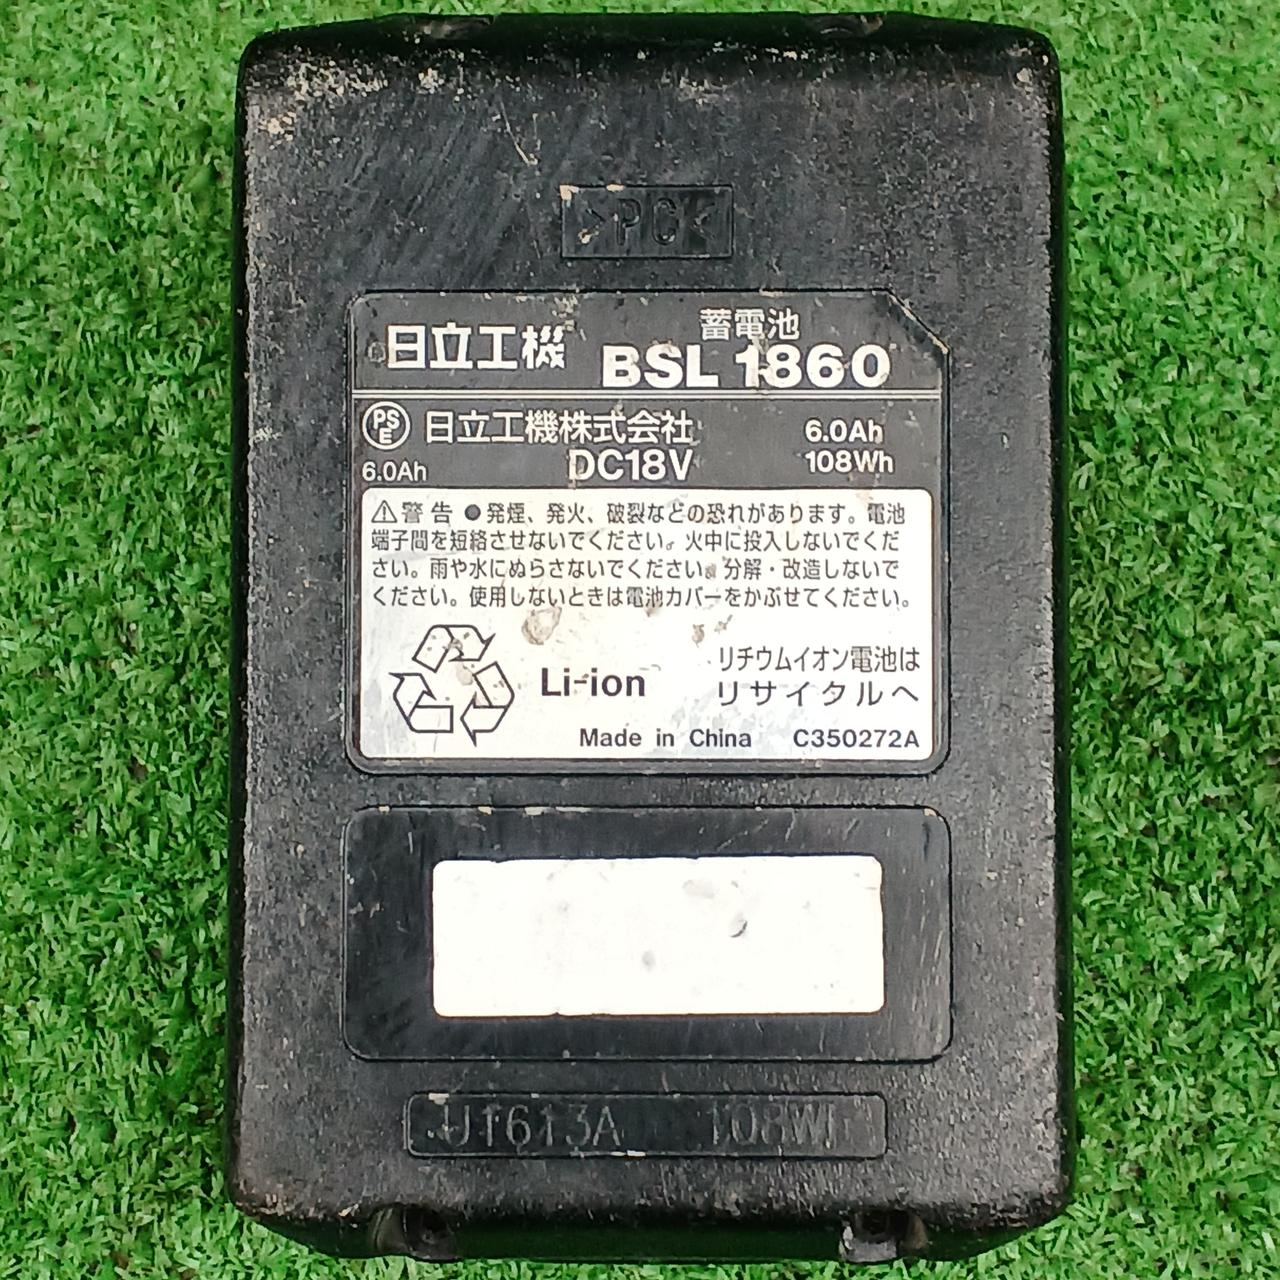 >PC<
日立工機
蓄電池
BSL 1860
PSE 日立工機株式会社 6.0Ah
6.0Ah DC18V 108Wh
⚠警告 ●発煙、発火、破裂などの恐れがあります。電池
端子間を短絡させないでください。火中に投入しないでくだ
さい。雨や水にぬらさないでください。分解・改造しないで
ください。使用しないときは電池カバーをかぶせてください。
Li-ion
リチウムイオン電池は
リサイクルへ
Made in China C350272A
J1613A 108Wh